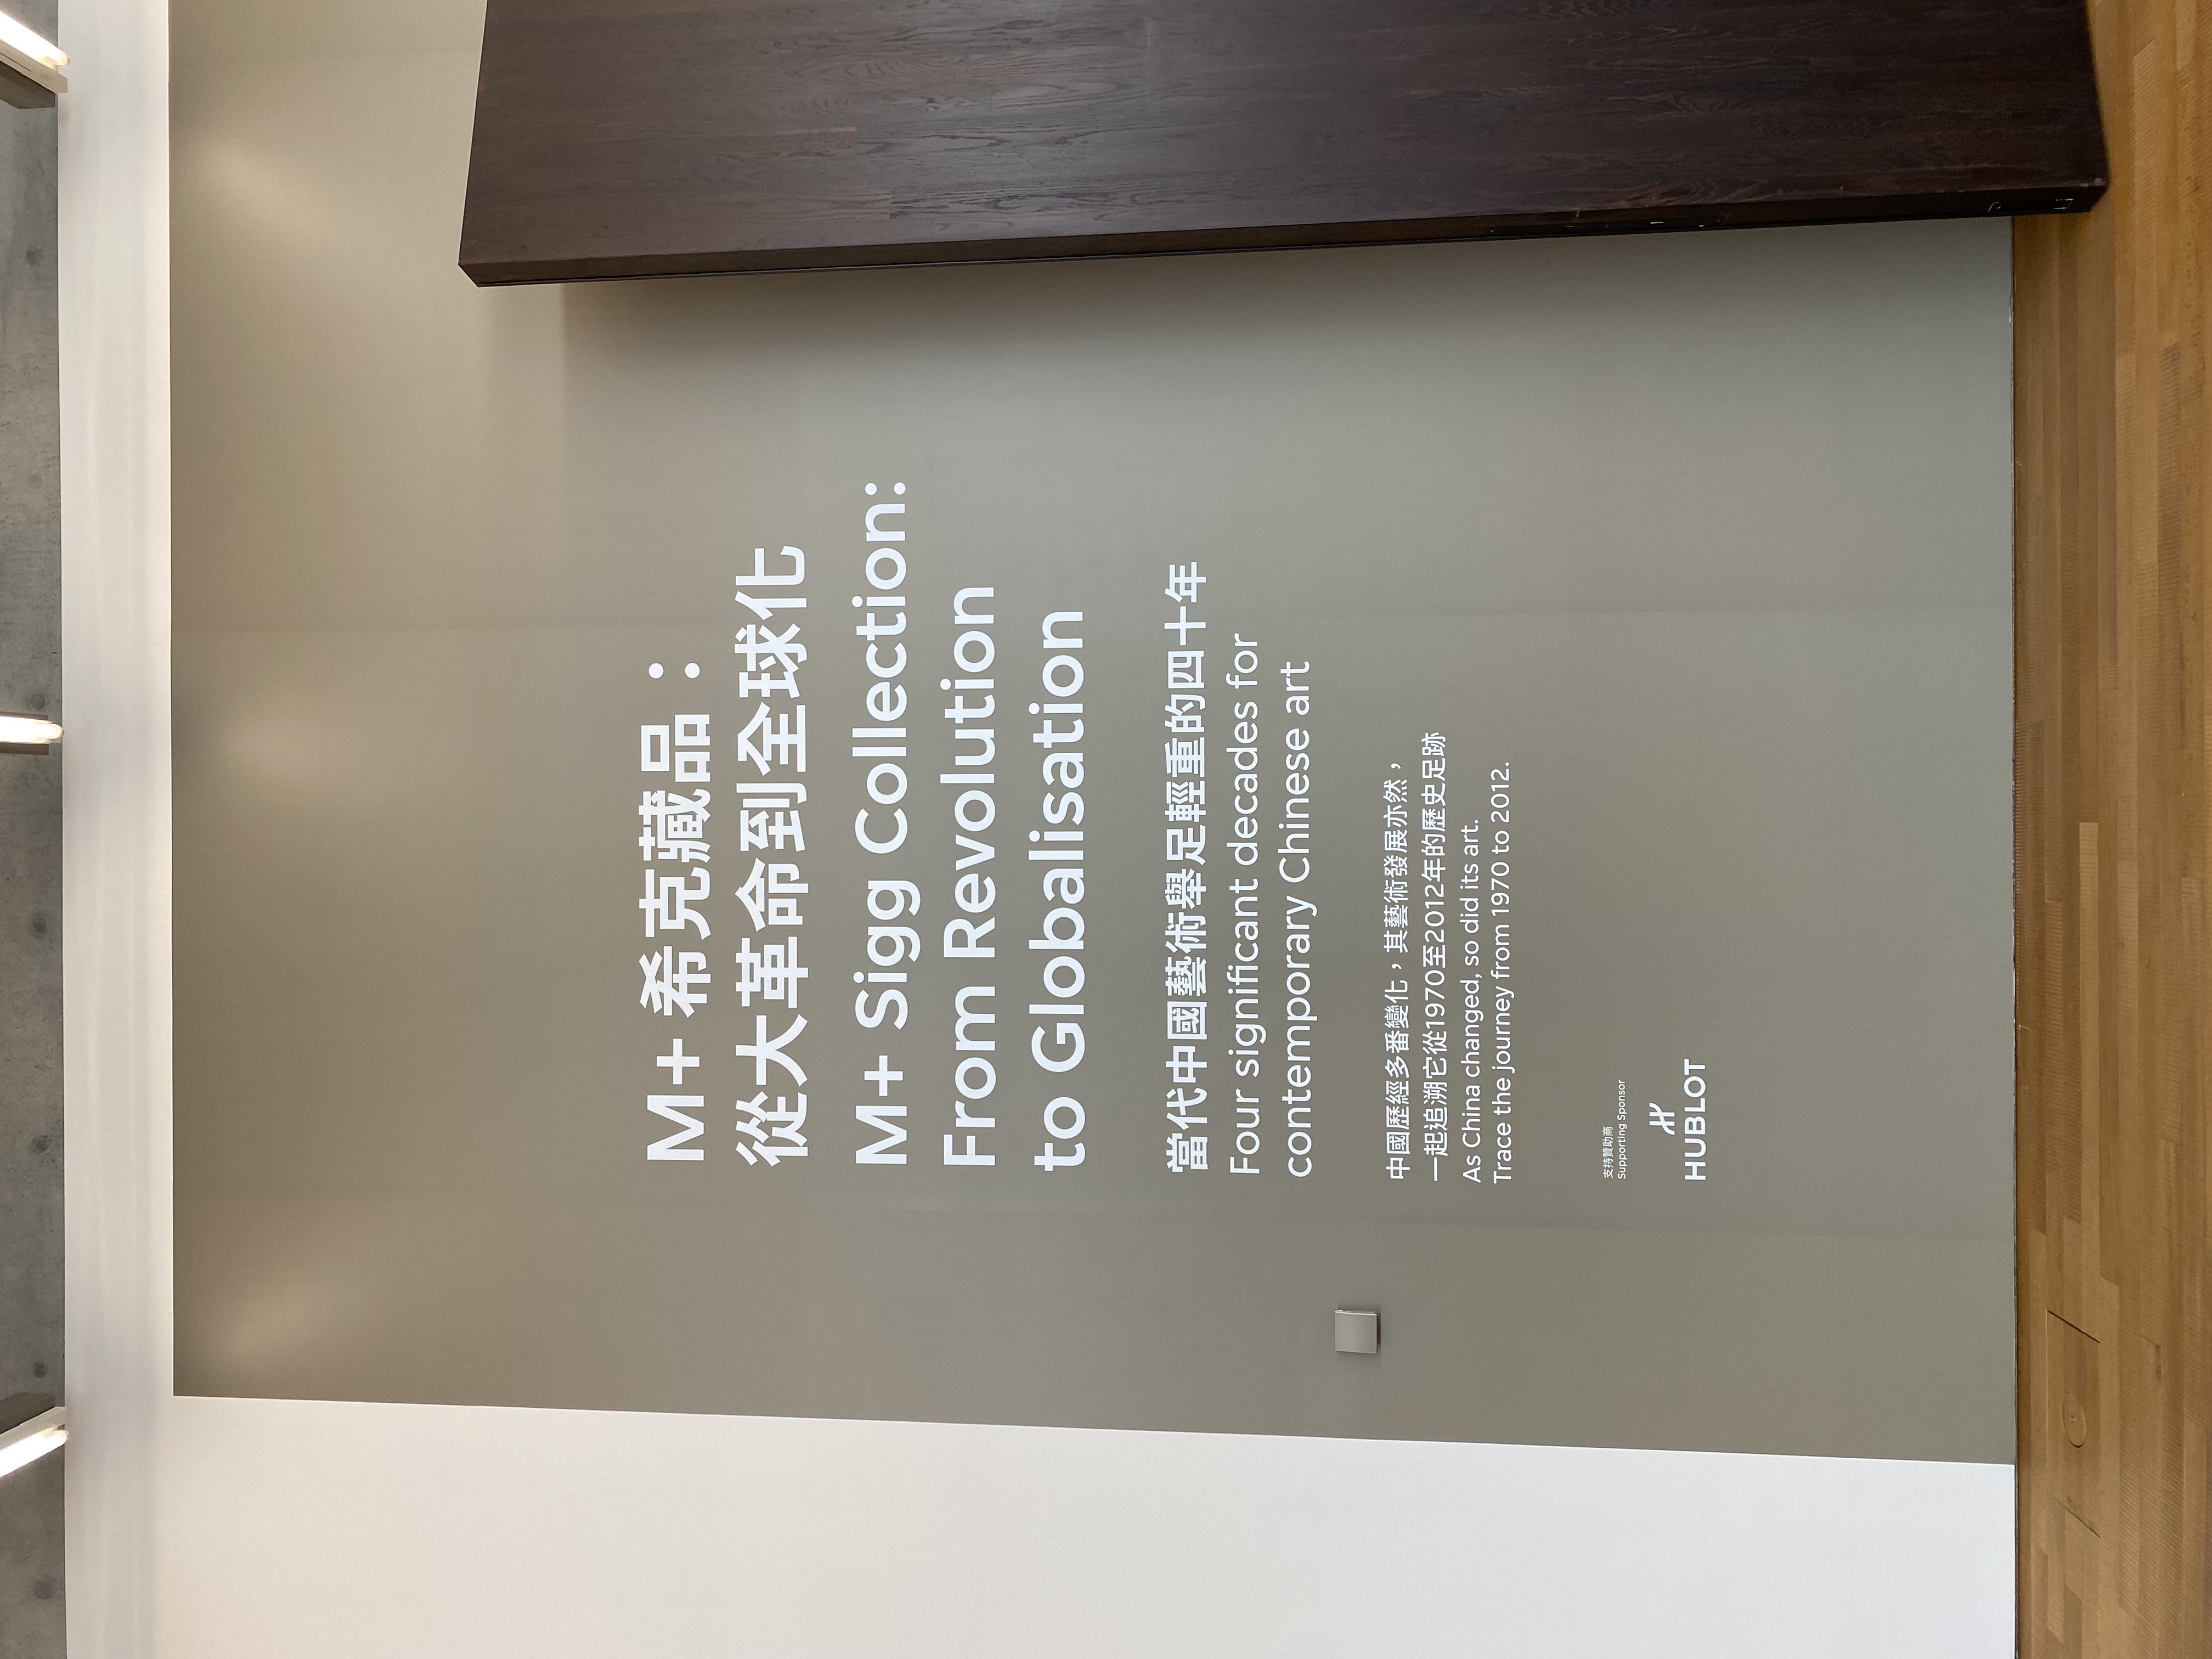 M+ 希克藏品：
從大革命到全球化
M+ Sigg Collection:
From Revolution
to Globalisation
當代中國藝術舉足輕重的四十年
Four significant decades for
contemporary Chinese art
中國歷經多番變化，其藝術發展亦然，
一起追溯它從1970至2012年的歷史足跡
As China changed, so did its art.
Trace the journey from 1970 to 2012.
支持贊助商
Supporting Sponsor
HUBLOT